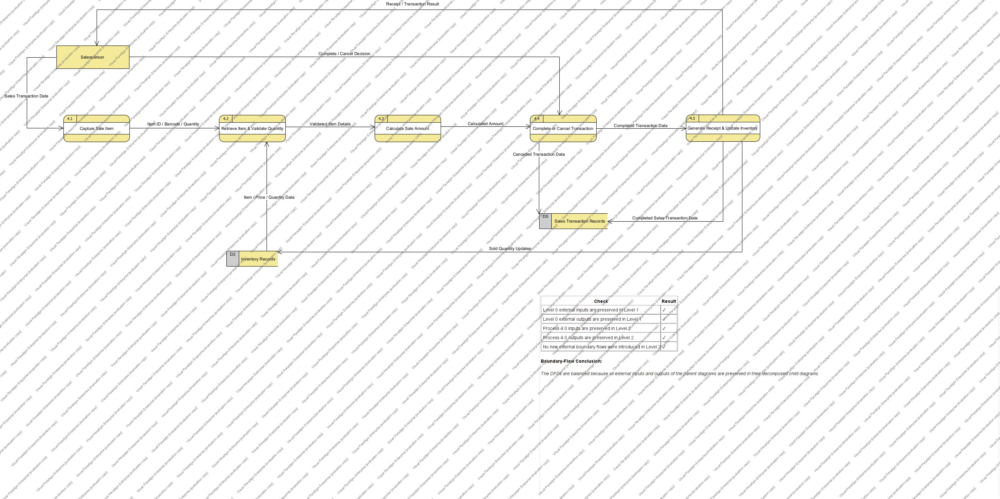 Receipt / Transaction Result
Salesperson
Complete / Cancel Decision
Sales Transaction Data
4.1
Capture Sale Item
Item ID / Barcode / Quantity
4.2
Retrieve Item & Validate Quantity
Validated Item Details
4.3
Calculate Sale Amount
Calculated Amount
4.4
Complete or Cancel Transaction
Completed Transaction Data
4.5
Generate Receipt & Update Inventory
Cancelled Transaction Data
Item / Price / Quantity Data
D5
Sales Transaction Records
Completed Sales Transaction Data
Sold Quantity Updates
D2
Inventory Records
Check Result
Level 0 external inputs are preserved in Level 1 ✓
Level 0 external outputs are preserved in Level 1 ✓
Process 4.0 inputs are preserved in Level 2 ✓
Process 4.0 outputs are preserved in Level 2 ✓
No new external boundary flows were introduced in Level 2 ✓
Boundary-Flow Conclusion:
The DFDs are balanced because all external inputs and outputs of the parent diagrams are preserved in their decomposed child diagrams.
Visual Paradigm Enterprise [evaluation copy]